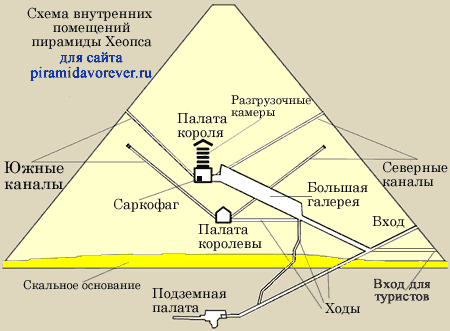 Схема внутренних
помещений
пирамиды Хеопса
для сайта
piramidavorever.ru
Разгрузочные
камеры
Палата
короля
Южные
каналы
Северные
каналы
Большая
галерея
Саркофаг
Вход
Палата
королевы
Скальное основание
Вход для
туристов
Подземная
палата
Ходы